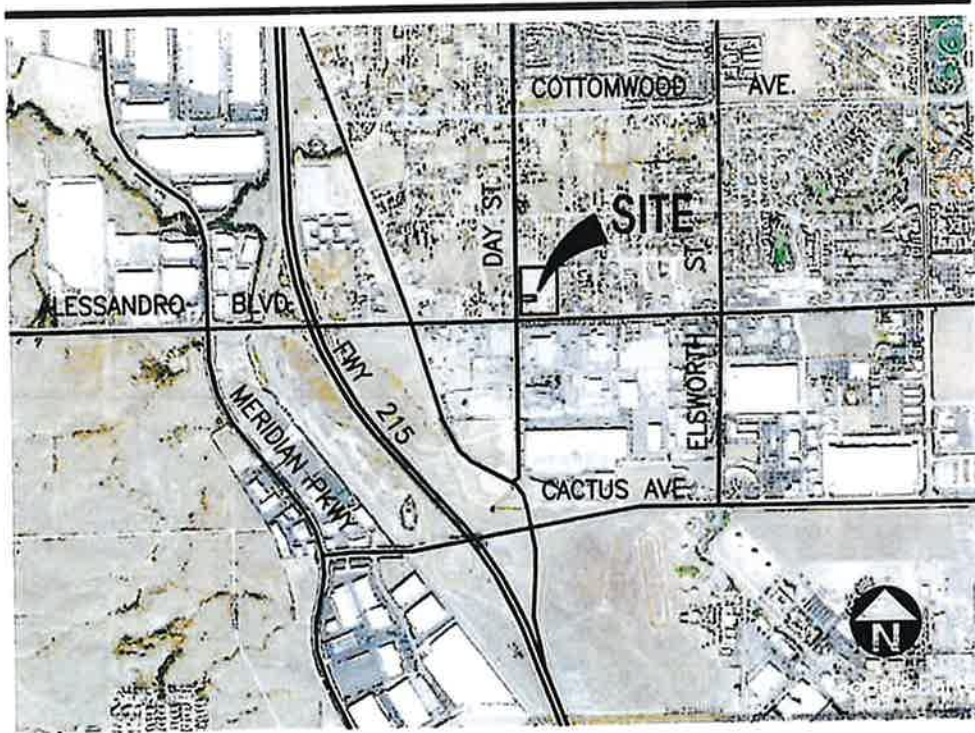 COTTOMWOOD AVE.
DAY ST
SITE
ST
ALESSANDRO BLVD.
FWY 215
ELSWORTH
MERIDIAN PKWY
CACTUS AVE.
N